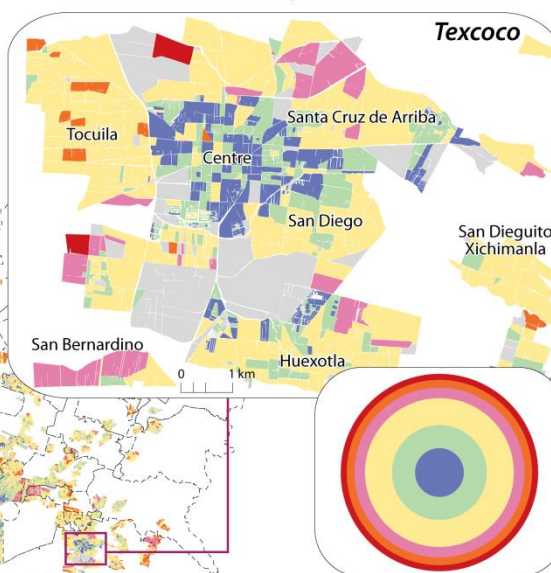 Texcoco
Santa Cruz de Arriba
Tocuila
Centre
San Diego
San Dieguito
Xichimanla
San Bernardino
Huexotla
0 1 km